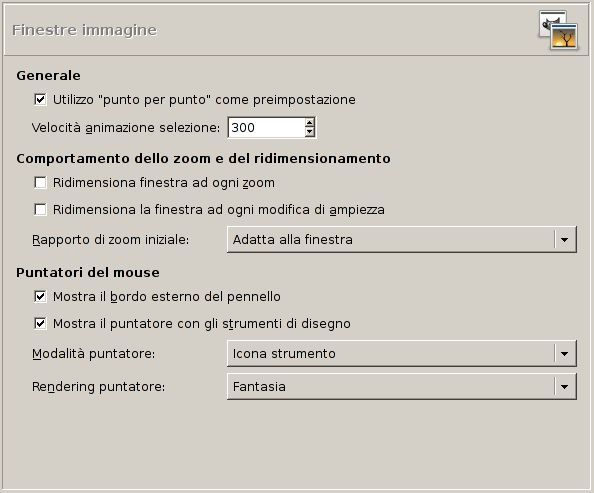 Finestre immagine
Generale
Utilizzo "punto per punto" come preimpostazione
Velocità animazione selezione: 300
Comportamento dello zoom e del ridimensionamento
Ridimensiona finestra ad ogni zoom
Ridimensiona la finestra ad ogni modifica di ampiezza
Rapporto di zoom iniziale: Adatta alla finestra
Puntatori del mouse
Mostra il bordo esterno del pennello
Mostra il puntatore con gli strumenti di disegno
Modalità puntatore: Icona strumento
Rendering puntatore: Fantasia